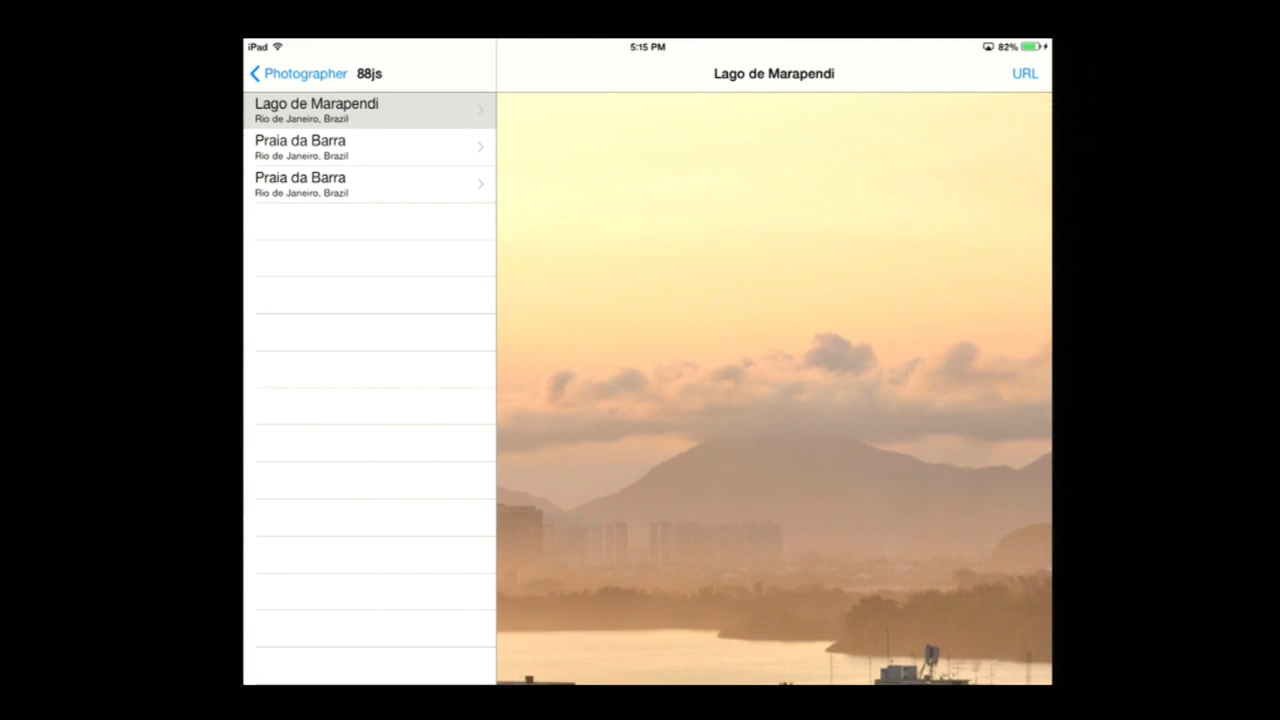 iPad 5:15 PM 82%
Photographer 88js Lago de Marapendi URL
Lago de Marapendi
Rio de Janeiro, Brazil
Praia da Barra
Rio de Janeiro, Brazil
Praia da Barra
Rio de Janeiro, Brazil